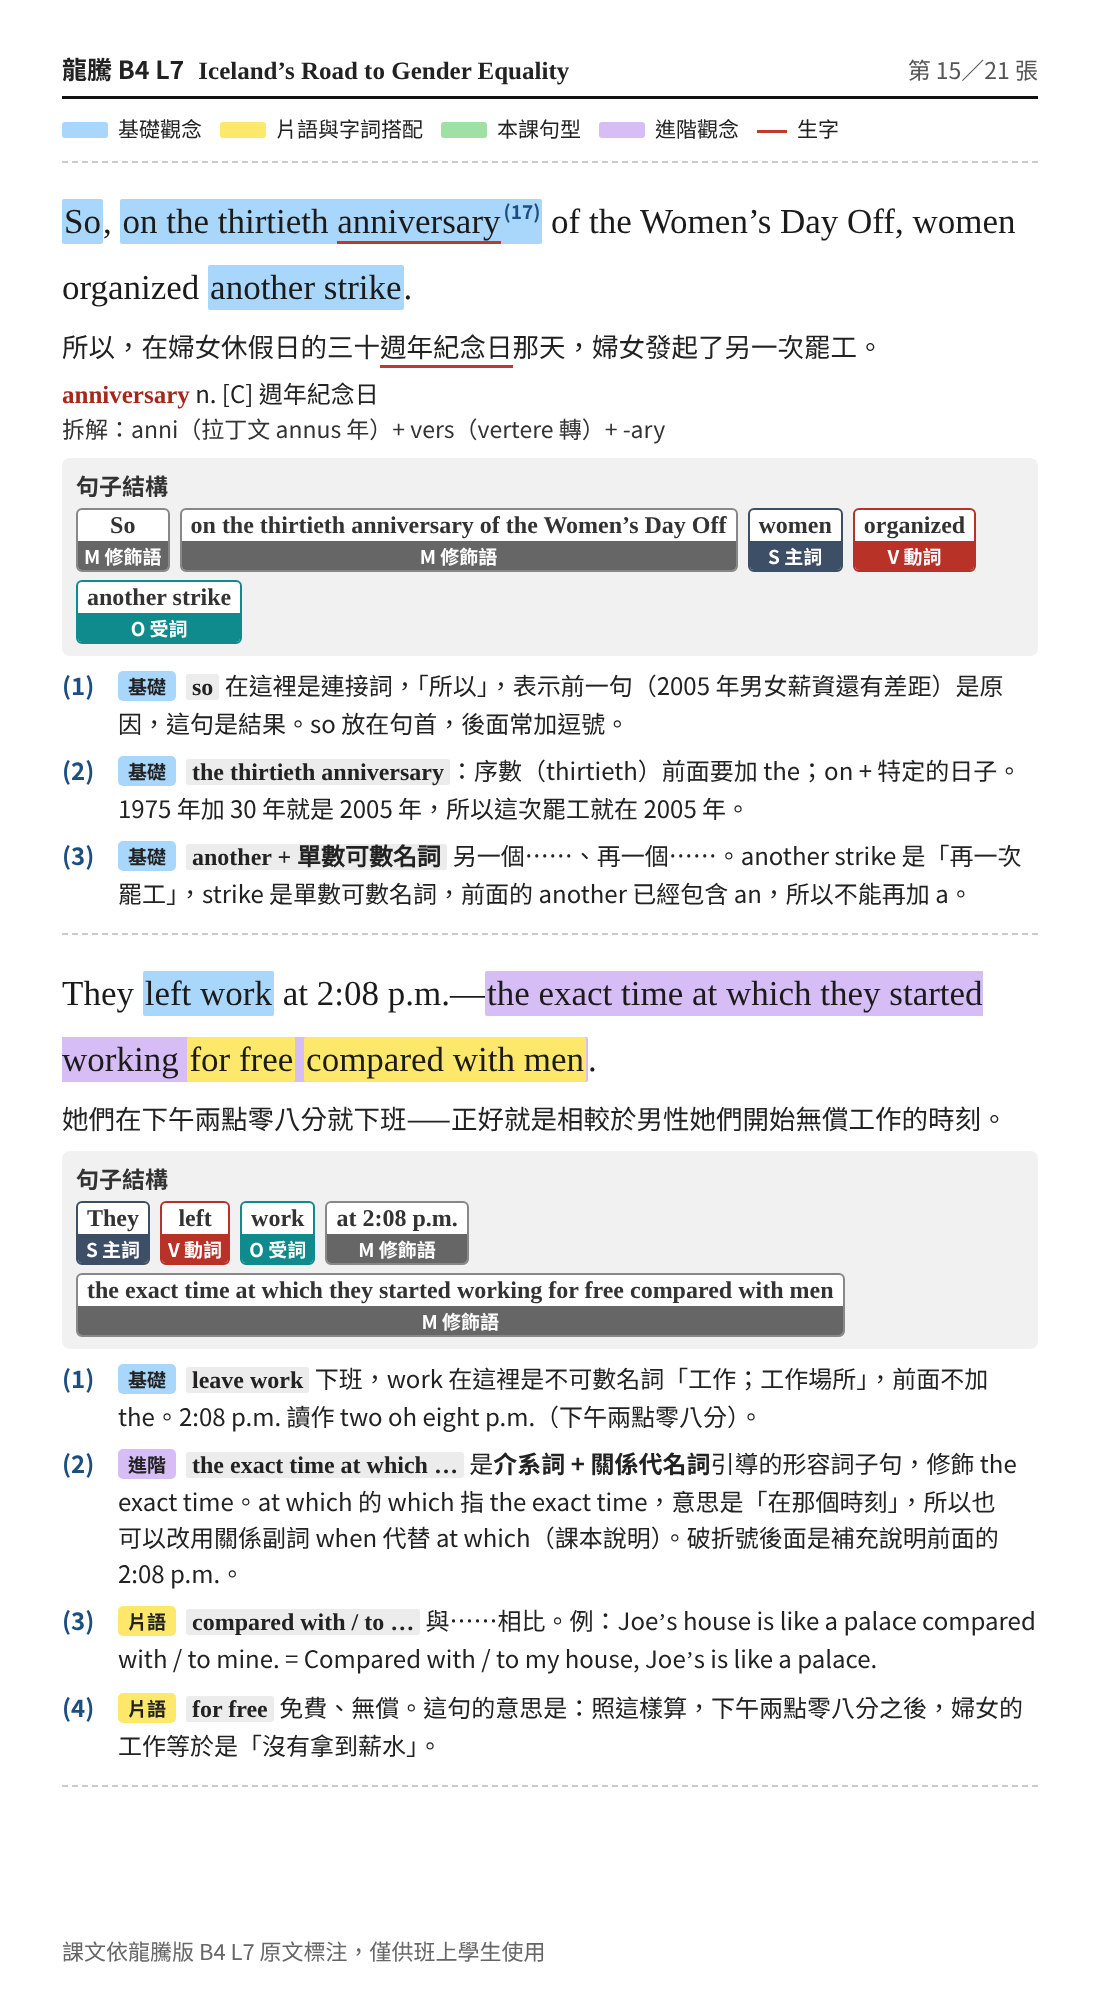 龍騰 B4 L7 Iceland’s Road to Gender Equality 第 15／21 張
基礎觀念 片語與字詞搭配 本課句型 進階觀念 生字
So, on the thirtieth anniversary(17) of the Women’s Day Off, women
organized another strike.
所以，在婦女休假日的三十週年紀念日那天，婦女發起了另一次罷工。
anniversary n. [C] 週年紀念日
拆解：anni（拉丁文 annus 年）+ vers（vertere 轉）+ -ary
句子結構
So on the thirtieth anniversary of the Women’s Day Off women organized
M 修飾語 M 修飾語 S 主詞 V 動詞
another strike
O 受詞
(1) 基礎 so 在這裡是連接詞，「所以」，表示前一句（2005 年男女薪資還有差距）是原
因，這句是結果。so 放在句首，後面常加逗號。
(2) 基礎 the thirtieth anniversary：序數（thirtieth）前面要加 the；on + 特定的日子。
1975 年加 30 年就是 2005 年，所以這次罷工就在 2005 年。
(3) 基礎 another + 單數可數名詞 另一個⋯⋯、再一個⋯⋯。another strike 是「再一次
罷工」，strike 是單數可數名詞，前面的 another 已經包含 an，所以不能再加 a。
They left work at 2:08 p.m.—the exact time at which they started
working for free compared with men.
她們在下午兩點零八分就下班——正好就是相較於男性她們開始無償工作的時刻。
句子結構
They left work at 2:08 p.m.
S 主詞 V 動詞 O 受詞 M 修飾語
the exact time at which they started working for free compared with men
M 修飾語
(1) 基礎 leave work 下班，work 在這裡是不可數名詞「工作；工作場所」，前面不加
the。2:08 p.m. 讀作 two oh eight p.m.（下午兩點零八分）。
(2) 進階 the exact time at which … 是介系詞 + 關係代名詞引導的形容詞子句，修飾 the
exact time。at which 的 which 指 the exact time，意思是「在那個時刻」，所以也
可以改用關係副詞 when 代替 at which（課本說明）。破折號後面是補充說明前面的
2:08 p.m.。
(3) 片語 compared with / to … 與⋯⋯相比。例：Joe’s house is like a palace compared
with / to mine. = Compared with / to my house, Joe’s is like a palace.
(4) 片語 for free 免費、無償。這句的意思是：照這樣算，下午兩點零八分之後，婦女的
工作等於是「沒有拿到薪水」。
課文依龍騰版 B4 L7 原文標注，僅供班上學生使用